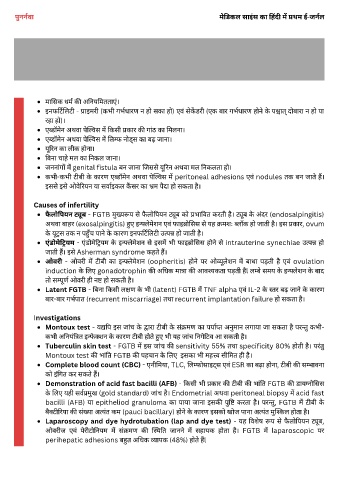 पुनर्नवा
मेडिकल साइंस का हिंदी में प्रथम ई-जर्नल
मासिक धर्म की अनियमितताएं।
इनफर्टिलिटी - प्राइमरी (कभी गर्भधारण न हो सका हो) एवं सेकेंडरी (एक बार गर्भधारण होने के पश्चात् दोबारा न हो पा
रहा हो)।
एब्डोमेन अथवा पेल्विस में किसी प्रकार की गांठ का मिलना।
एब्डोमेन अथवा पेल्विस में लिम्फ नोड्स का बढ़ जाना।
यूरिन का लीक होना।
बिना चाहे मल का निकल जाना।
जननांगों में genital fistula बन जाना जिससे यूरिन अथवा मल निकलता हो।
कभी-कभी टीबी के कारण एब्डोमेन अथवा पेल्विस में peritoneal adhesions एवं nodules तक बन जाते हैं।
इससे इसे ओवेरियन या सर्वाइकल कैंसर का भ्रम पैदा हो सकता है।
Causes of infertility
फैलोपियन ट्यूब - FGTB मुख्यरूप से फैलोपियन ट्यूब को प्रभावित करती है। ट्यूब के अंदर (endosalpingitis)
अथवा बाहर (exosalpingitis) हुए इन्फ्लेमेशन एवं फाइब्रोसिस से यह क्रमशः ब्लॉक हो जाती है। इस प्रकार, ovum
के यूट्रस तक न पहुँच पाने के कारण इनफर्टिलिटी उत्पन्न हो जाती है।
एंडोमेट्रियम - एंडोमेट्रियम के इन्फ्लेमेशन से इसमें भी फाइब्रोसिस होने से intrauterine synechiae उत्पन्न हो
जाती हैं। इसे Asherman syndrome कहते हैं।
ओवरी - ओवरी में टीबी का इन्फ्लेमेशन (oopheritis) होने पर ओव्यूलेशन में बाधा पड़ती है एवं ovulation
induction के लिए gonadotrophin की अधिक मात्रा की आवश्यकता पड़ती है। लम्बे समय के इन्फ्लेमेशन के बाद
तो सम्पूर्ण ओवरी ही नष्ट हो सकती है।
Latent FGTB - बिना किसी लक्षण के भी (latent) FGTB में TNF alpha एवं IL-2 के स्तर बढ़ जाने के कारण
बार-बार गर्भपात (recurrent miscarriage) तथा recurrent implantation failure हो सकता है।
Investigations
Montoux test - यद्यपि इस जांच के द्वारा टीबी के संक्रमण का पर्याप्त अनुमान लगाया जा सकता है परन्तु कभी-
कभी अनियंत्रित इन्फेक्शन के कारण टीबी होते हुए भी यह जांच निगेटिव आ सकती है।
Tuberculin skin test - FGTB में इस जांच की sensitivity 55% तथा specificity 80% होती है। परंतु
Montoux test की भांति FGTB की पहचान के लिए इसका भी महत्त्व सीमित ही है।
Complete blood count (CBC) - एनीमिया, TLC, लिम्फोसाइट्स एवं ESR का बढ़ा होना, टीबी की सम्भावना
को इंगित कर सकते हैं।
Demonstration of acid fast bacilli (AFB) - किसी भी प्रकार की टीबी की भांति FGTB की डायग्नोसिस
के लिए यही सर्वप्रमुख (gold standard) जांच है। Endometrial अथवा peritoneal biopsy में acid fast
bacilli (AFB) या epitheliod granuloma का पाया जाना इसकी पुष्टि करता है। परन्तु, FGTB में टीबी के
बैक्टीरिया की संख्या अत्यंत कम (pauci bacillary) होने के कारण इसको खोज पाना अत्यंत मुश्किल होता है।
Laparoscopy and dye hydrotubation (lap and dye test) - यह विशेष रूप से फैलोपियन ट्यूब,
ओवरीज एवं पेरीटोनियम में संक्रमण की स्थिति जानने में सहायक होता है। FGTB में laparoscopic पर
perihepatic adhesions बहुत अधिक व्यापक (48%) होते हैं।